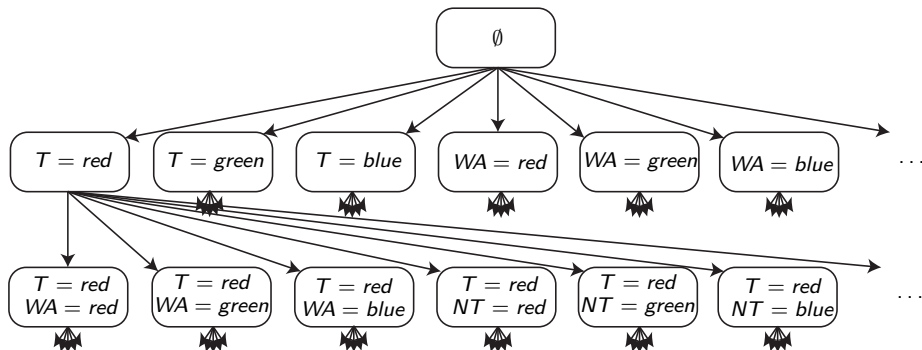 ∅
T = red
T = green
T = blue
WA = red
WA = green
WA = blue
...
T = red
WA = red
T = red
WA = green
T = red
WA = blue
T = red
NT = red
T = red
NT = green
T = red
NT = blue
...